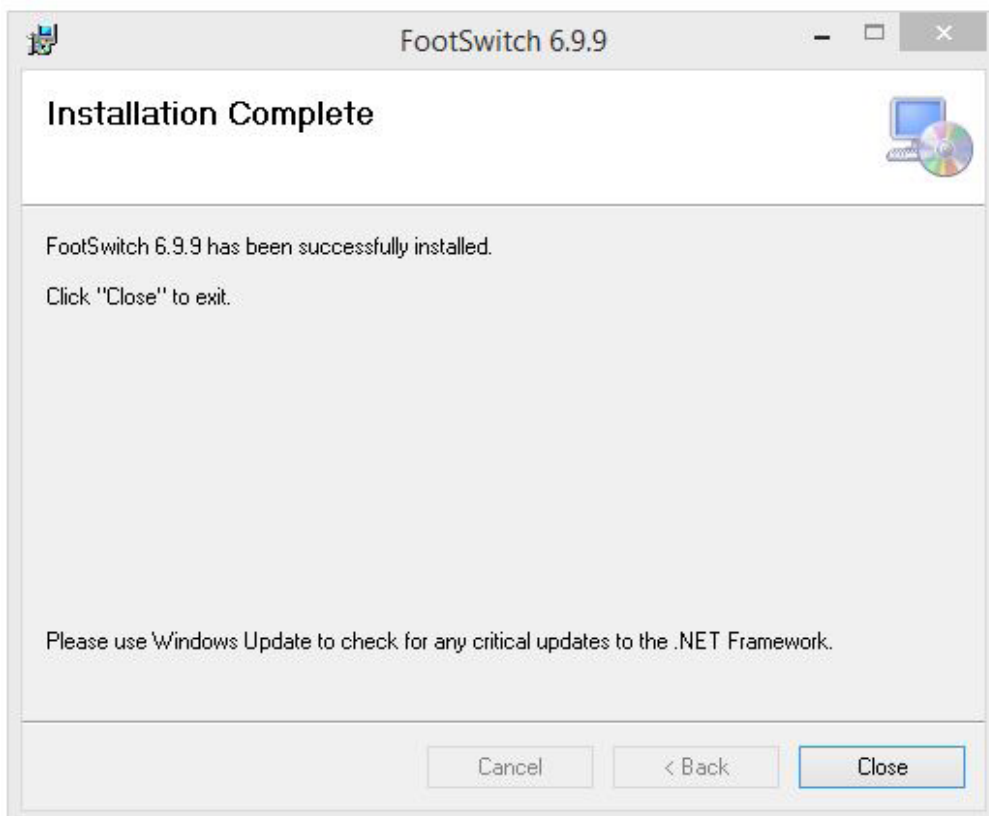 FootSwitch 6.9.9
Installation Complete
FootSwitch 6.9.9 has been successfully installed.
Click "Close" to exit.
Please use Windows Update to check for any critical updates to the .NET Framework.
Cancel
< Back
Close